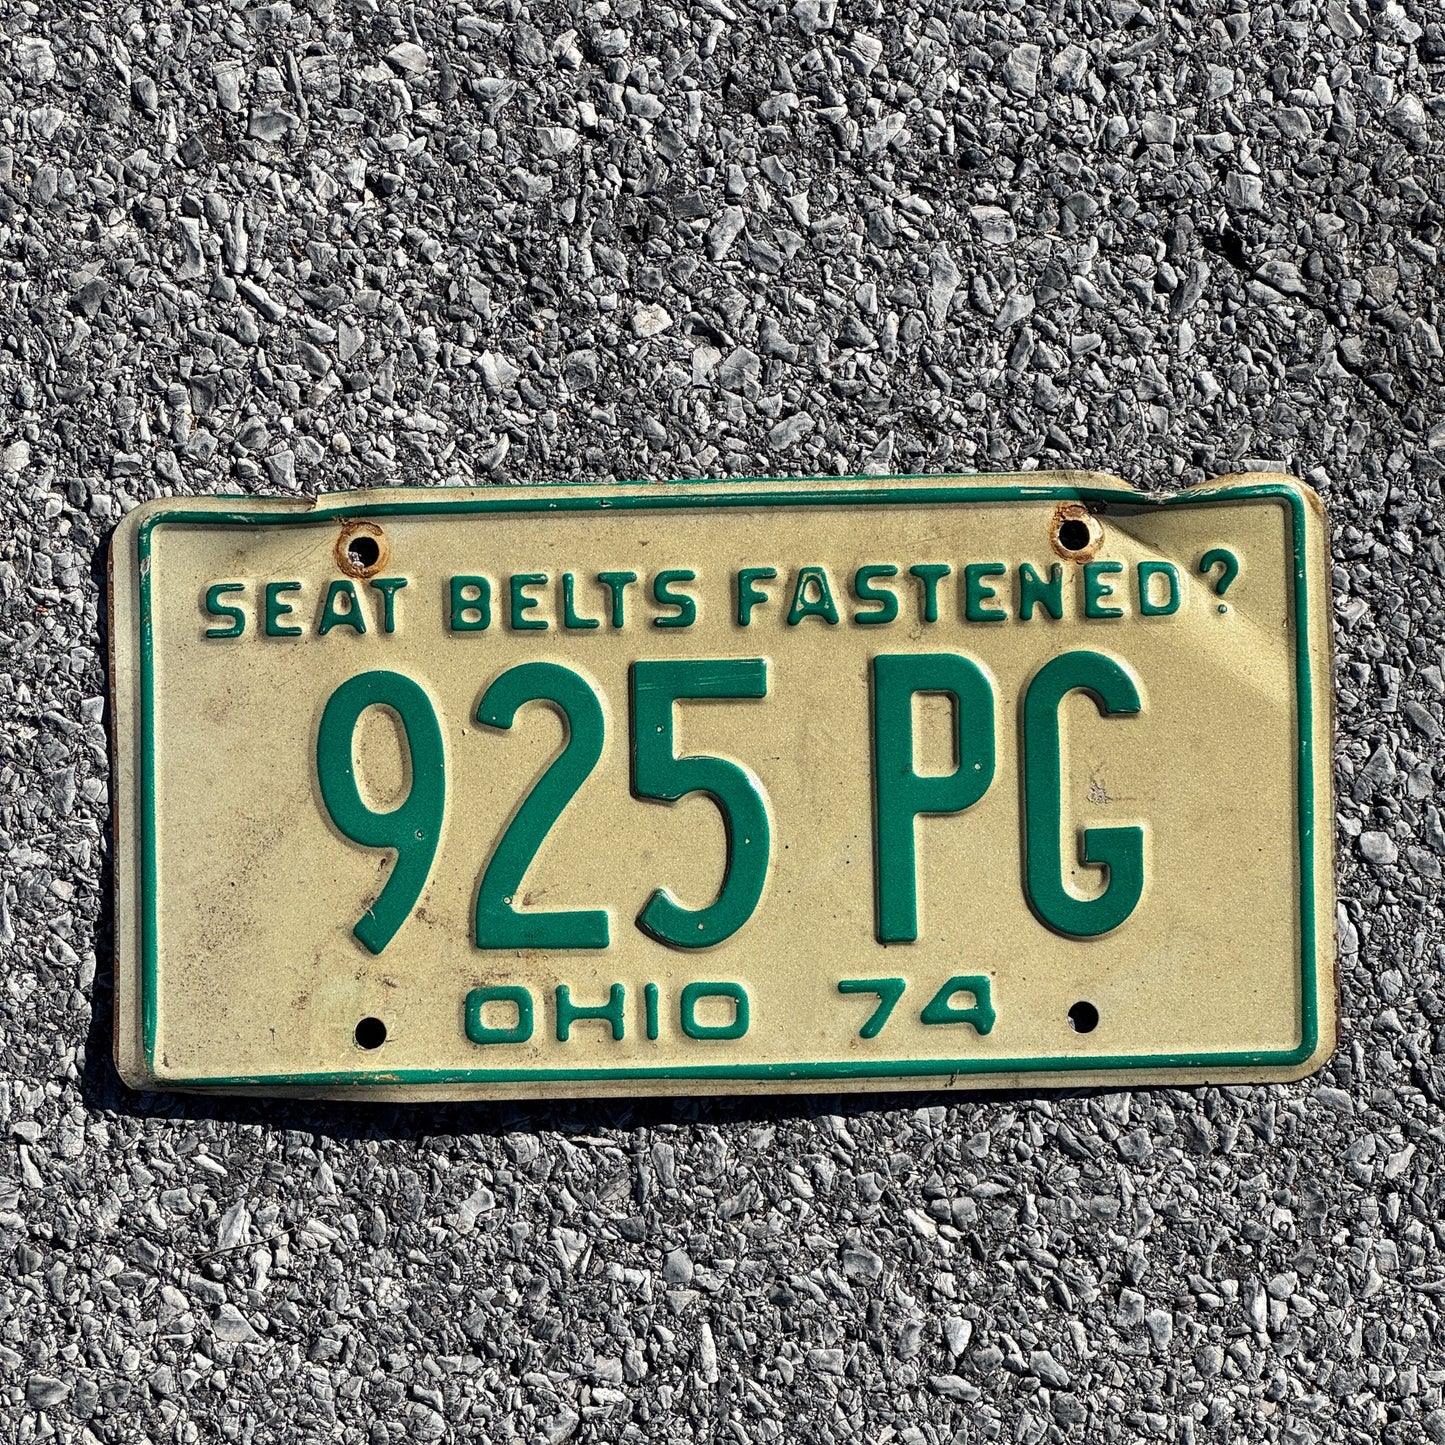 SEAT BELTS FASTENED?
925 PG
OHIO 74